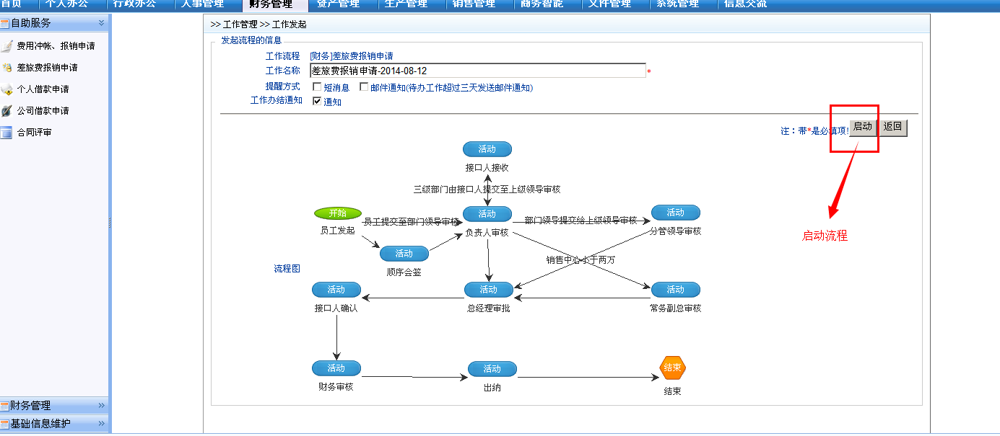 首页 个人办公 行政办公 人事管理 财务管理 资产管理 生产管理 销售管理 商务智能 文件管理 系统管理 信息交流
自助服务
费用冲帐、报销申请
差旅费报销申请
个人借款申请
公司借款申请
合同评审
财务管理
基础信息维护
>> 工作管理 >> 工作发起
发起流程的信息
工作流程 [财务]差旅费报销申请
工作名称 差旅费报销申请-2014-08-12 *
提醒方式 短消息 邮件通知(待办工作超过三天发送邮件通知)
工作办结通知 通知
注：带*是必填项! 启动 返回
启动流程
流程图
活动
接口人接收
三级部门由接口人提交至上级领导审核
开始
员工发起
员工提交至部门领导审核
活动
负责人审核
部门领导提交给上级领导审核
活动
分管领导审核
活动
顺序会签
销售中心小于两万
活动
接口人确认
活动
总经理审批
活动
常务副总审核
活动
财务审核
活动
出纳
结束
结束